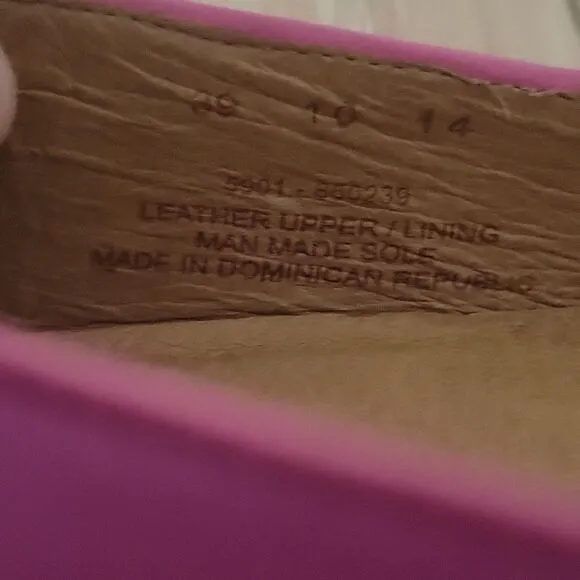 10 14
LEATHER UPPER / LINING
MAN MADE SOLE
MADE IN DOMINICAN REPUBLIC